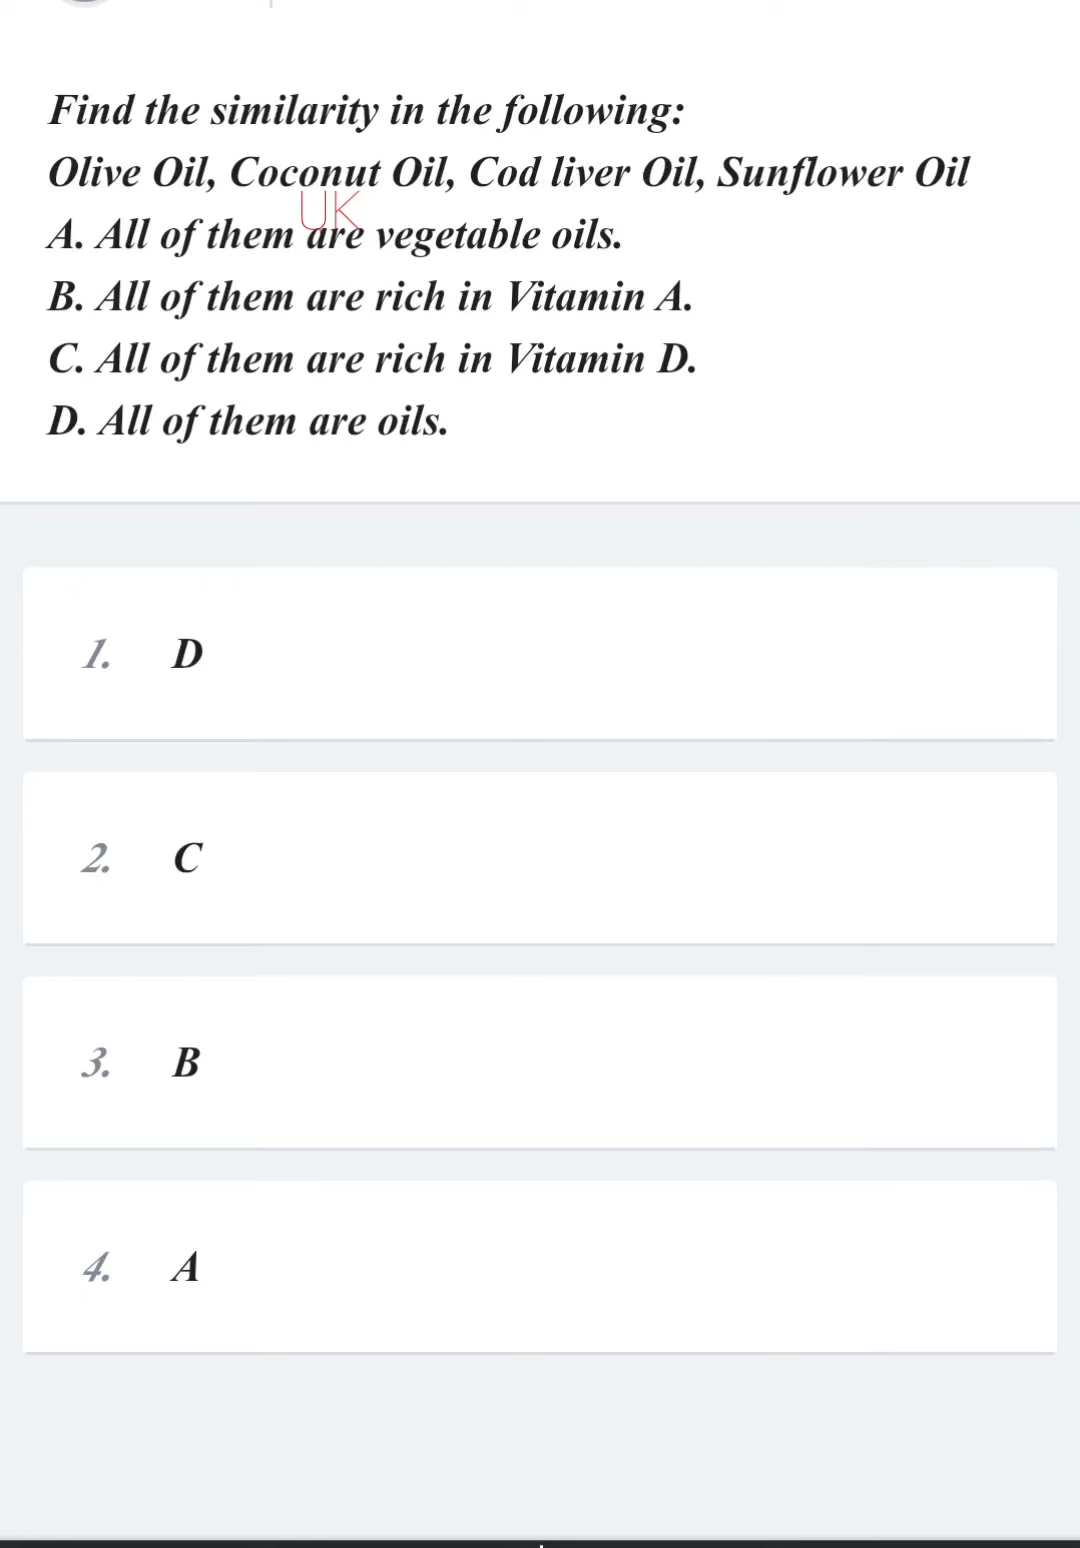 Find the similarity in the following:
Olive Oil, Coconut Oil, Cod liver Oil, Sunflower Oil
UK
A. All of them are vegetable oils.
B. All of them are rich in Vitamin A.
C. All of them are rich in Vitamin D.
D. All of them are oils.
1. D
2. C
3. B
4. A